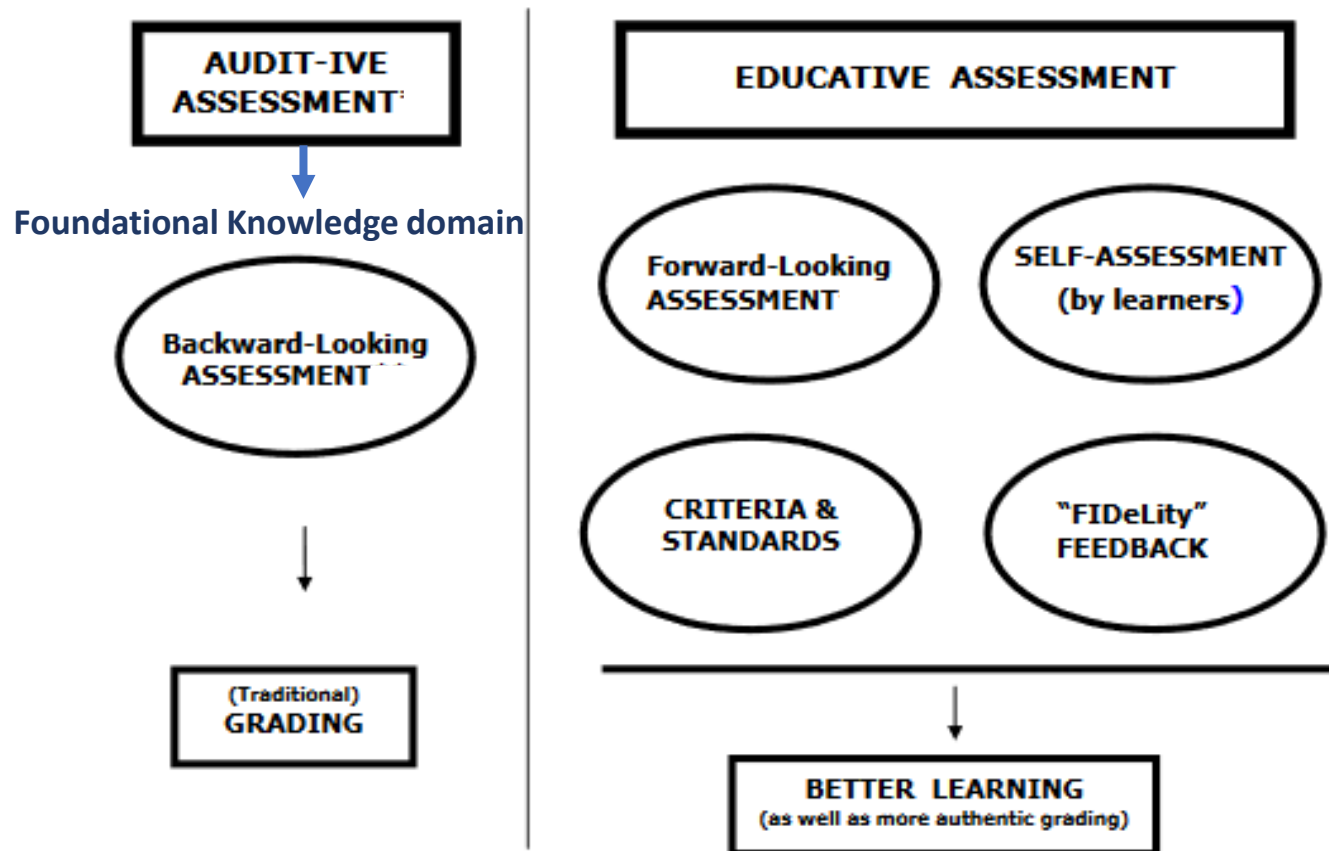 AUDIT-IVE
ASSESSMENT
Foundational Knowledge domain
Backward-Looking
ASSESSMENT
(Traditional)
GRADING
EDUCATIVE ASSESSMENT
Forward-Looking
ASSESSMENT
SELF-ASSESSMENT
(by learners)
CRITERIA &
STANDARDS
“FIDeLity”
FEEDBACK
BETTER LEARNING
(as well as more authentic grading)